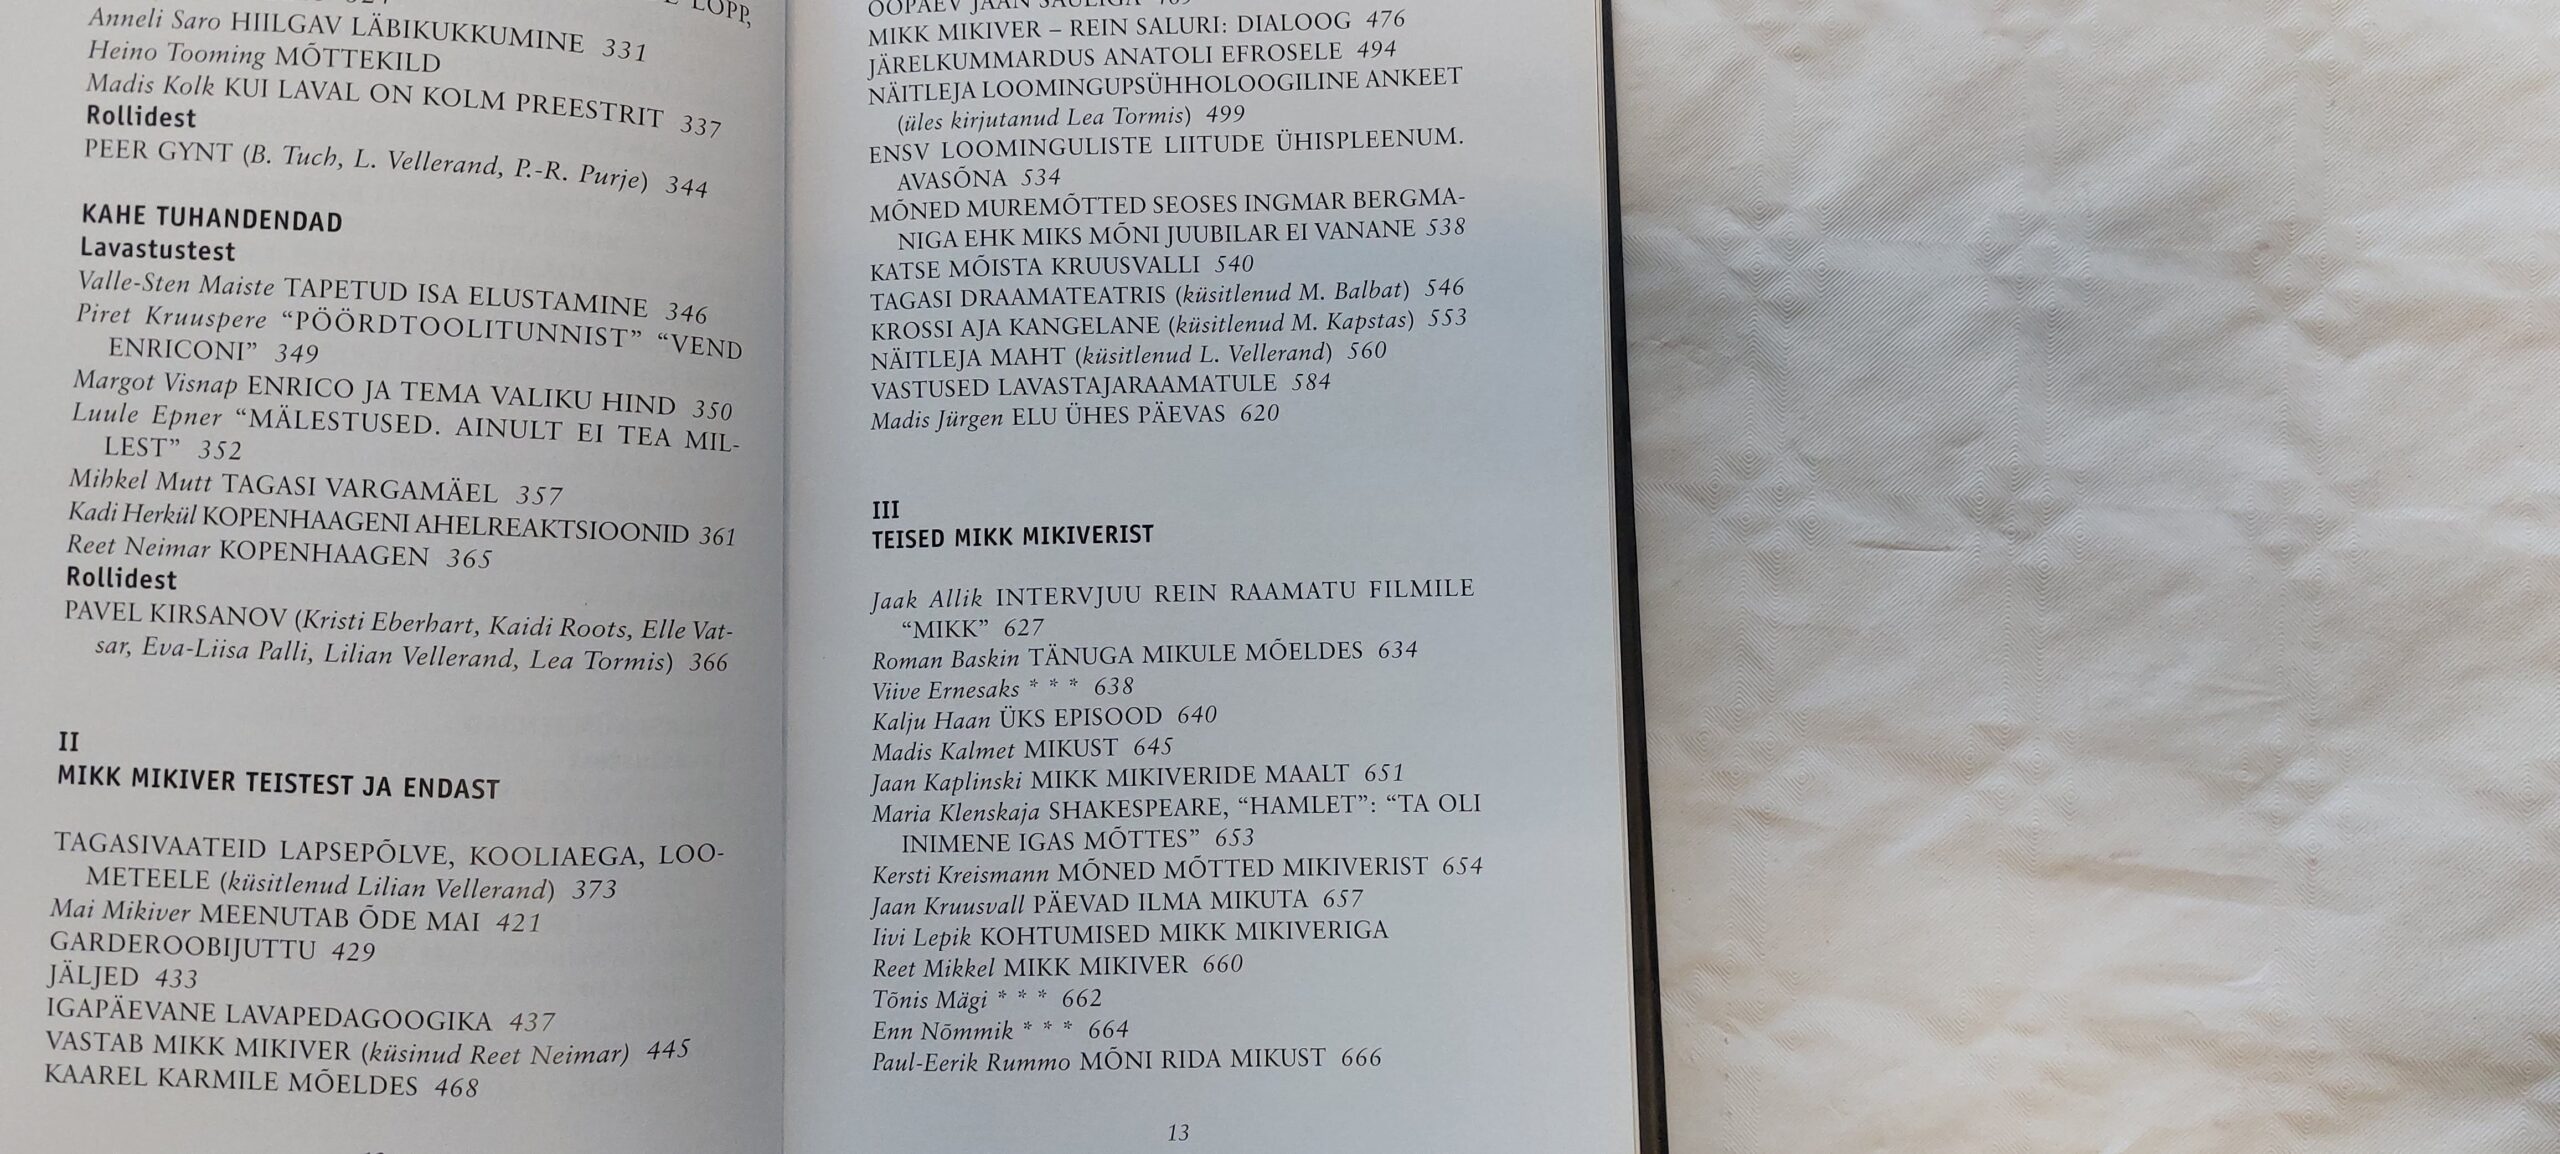 LÕPP,
Anneli Saro HIILGAV LÄBIKUKKUMINE 331
Heino Tooming MÕTTEKILD
Madis Kolk KUI LAVAL ON KOLM PREESTRIT 337
Rollidest
PEER GYNT (B. Tuch, L. Vellerand, P.-R. Purje) 344
KAHE TUHANDENDAD
Lavastustest
Valle-Sten Maiste TAPETUD ISA ELUSTAMINE 346
Piret Kruuspere “PÖÖRDTOOLITUNNIST” “VEND
ENRICONI” 349
Margot Visnap ENRICO JA TEMA VALIKU HIND 350
Luule Epner “MÄLESTUSED. AINULT EI TEA MIL-
LEST” 352
Mihkel Mutt TAGASI VARGAMÄEL 357
Kadi Herkül KOPENHAAGENI AHELREAKTSIOONID 361
Reet Neimar KOPENHAAGEN 365
Rollidest
PAVEL KIRSANOV (Kristi Eberhart, Kaidi Roots, Elle Vat-
sar, Eva-Liisa Palli, Lilian Vellerand, Lea Tormis) 366
II
MIKK MIKIVER TEISTEST JA ENDAST
TAGASIVAATEID LAPSEPÕLVE, KOOLIAEGA, LOO-
METEELE (küsitlenud Lilian Vellerand) 373
Mai Mikiver MEENUTAB ÕDE MAI 421
GARDEROOBIJUTTU 429
JÄLJED 433
IGAPÄEVANE LAVAPEDAGOOGIKA 437
VASTAB MIKK MIKIVER (küsinud Reet Neimar) 445
KAAREL KARMILE MÕELDES 468
ÖÖPÄEV JAAN SAULIGA 469
MIKK MIKIVER – REIN SALURI: DIALOOG 476
JÄRELKUMMARDUS ANATOLI EFROSELE 494
NÄITLEJA LOOMINGUPSÜHHOLOOGILINE ANKEET
(üles kirjutanud Lea Tormis) 499
ENSV LOOMINGULISTE LIITUDE ÜHISPLEENUM.
AVASÕNA 534
MÕNED MUREMÕTTED SEOSES INGMAR BERGMA-
NIGA EHK MIKS MÕNI JUUBILAR EI VANANE 538
KATSE MÕISTA KRUUSVALLI 540
TAGASI DRAAMATEATRIS (küsitlenud M. Balbat) 546
KROSSI AJA KANGELANE (küsitlenud M. Kapstas) 553
NÄITLEJA MAHT (küsitlenud L. Vellerand) 560
VASTUSED LAVASTAJARAAMATULE 584
Madis Jürgen ELU ÜHES PÄEVAS 620
III
TEISED MIKK MIKIVERIST
Jaak Allik INTERVJUU REIN RAAMATU FILMILE
“MIKK” 627
Roman Baskin TÄNUGA MIKULE MÕELDES 634
Viive Ernesaks * * * 638
Kalju Haan ÜKS EPISOOD 640
Madis Kalmet MIKUST 645
Jaan Kaplinski MIKK MIKIVERIDE MAALT 651
Maria Klenskaja SHAKESPEARE, “HAMLET”: “TA OLI
INIMENE IGAS MÕTTES” 653
Kersti Kreismann MÕNED MÕTTED MIKIVERIST 654
Jaan Kruusvall PÄEVAD ILMA MIKUTA 657
Iivi Lepik KOHTUMISED MIKK MIKIVERIGA
Reet Mikkel MIKK MIKIVER 660
Tõnis Mägi * * * 662
Enn Nõmmik * * * 664
Paul-Eerik Rummo MÕNI RIDA MIKUST 666
13